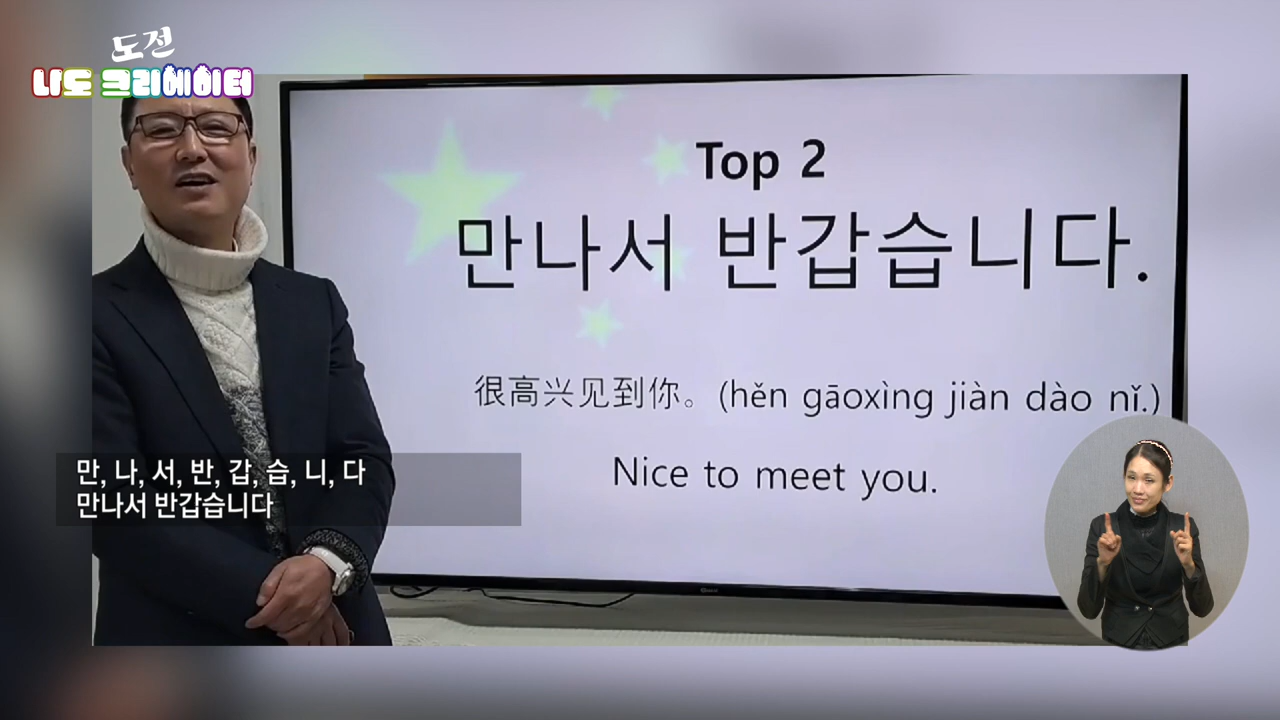 도전
나도 크리에이터
Top 2
만나서 반갑습니다.
很高兴见到你。(hěn gāoxìng jiàn dào nǐ.)
Nice to meet you.
만, 나, 서, 반, 갑, 습, 니, 다
만나서 반갑습니다